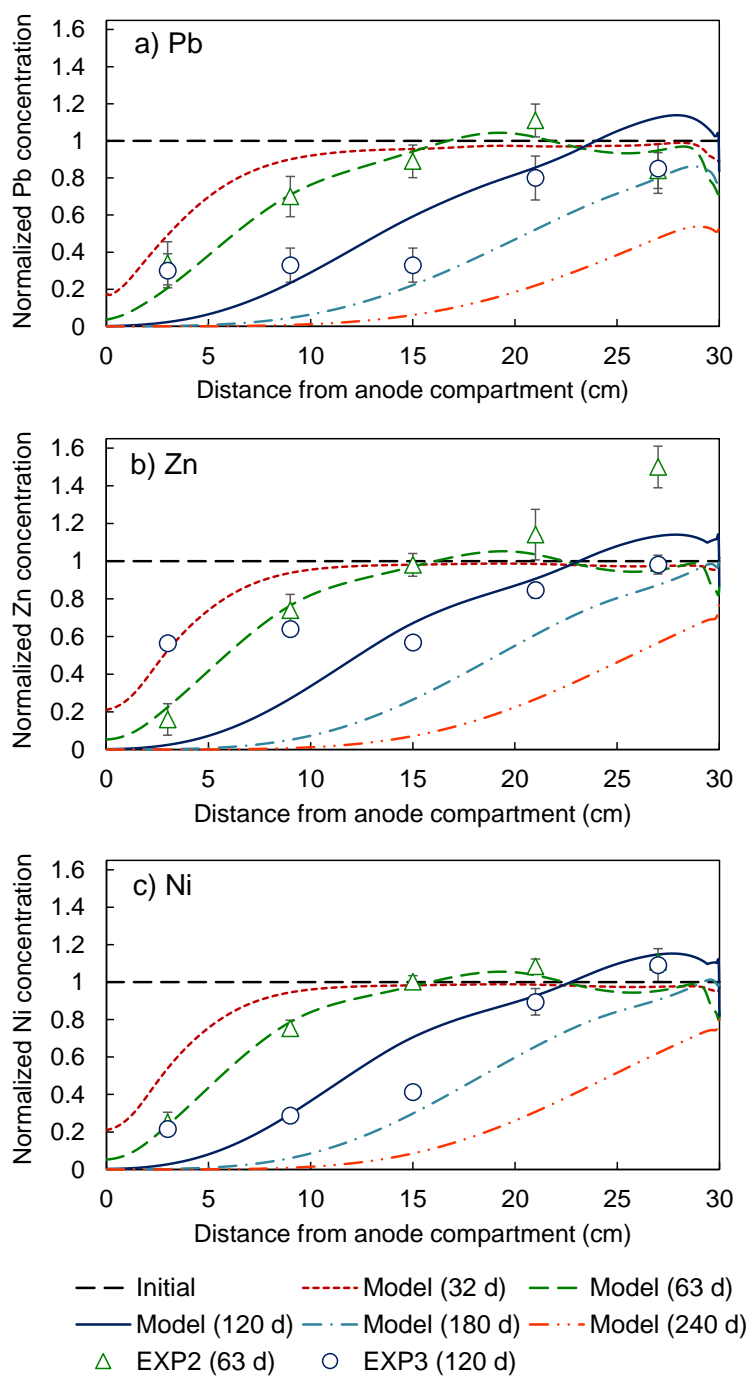 a) Pb
Normalized Pb concentration
1.6
1.4
1.2
1
0.8
0.6
0.4
0.2
0
0 5 10 15 20 25 30
Distance from anode compartment (cm)
b) Zn
Normalized Zn concentration
1.6
1.4
1.2
1
0.8
0.6
0.4
0.2
0
0 5 10 15 20 25 30
Distance from anode compartment (cm)
c) Ni
Normalized Ni concentration
1.6
1.4
1.2
1
0.8
0.6
0.4
0.2
0
0 5 10 15 20 25 30
Distance from anode compartment (cm)
Initial Model (32 d) Model (63 d)
Model (120 d) Model (180 d) Model (240 d)
EXP2 (63 d) EXP3 (120 d)